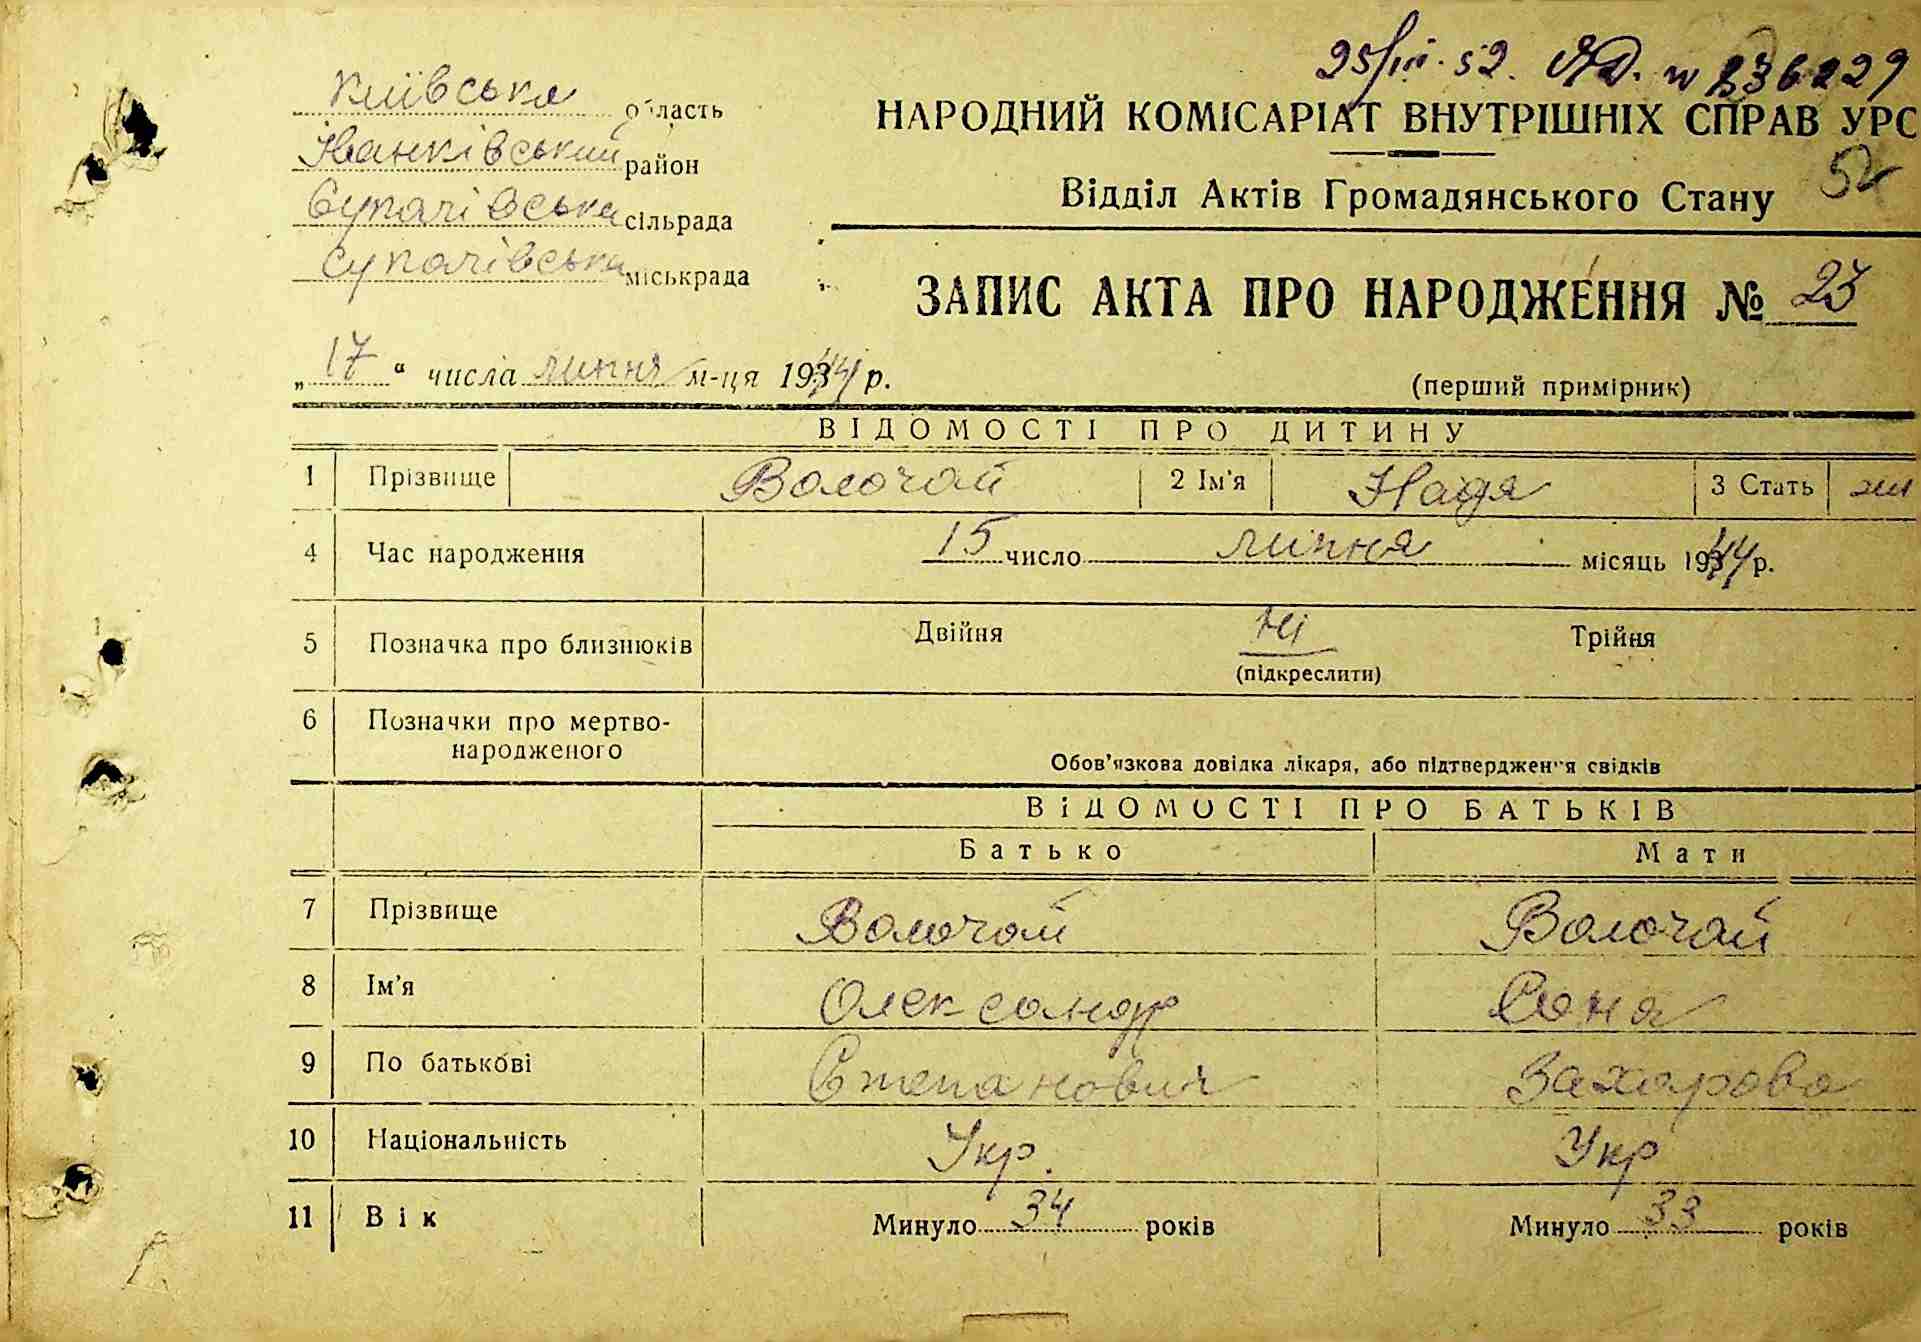 25/III. 52. ЯД. № 236229
Київська область
НАРОДНИЙ КОМІСАРІАТ ВНУТРІШНІХ СПРАВ УРС
Іванківський район
52
Відділ Актів Громадянського Стану
Сукачівська сільрада
Сукачівська міськрада
ЗАПИС АКТА ПРО НАРОДЖЕННЯ № 23
„17“ числа липня м-ця 1944 р.
(перший примірник)
ВІДОМОСТІ ПРО ДИТИНУ
1 Прізвище Волочай 2 Ім'я Надя 3 Стать жи
4 Час народження 15 число липня місяць 1944 р.
5 Позначка про близнюків Двійня Ні Трійня
(підкреслити)
6 Позначки про мертво-
народженого
Обов'язкова довідка лікаря, або підтвердження свідків
ВІДОМОСТІ ПРО БАТЬКІВ
Батько Мати
7 Прізвище Волочай Волочай
8 Ім'я Олександр Соня
9 По батькові Степанович Захарова
10 Національність Укр. Укр
11 Вік Минуло 34 років Минуло 33 років